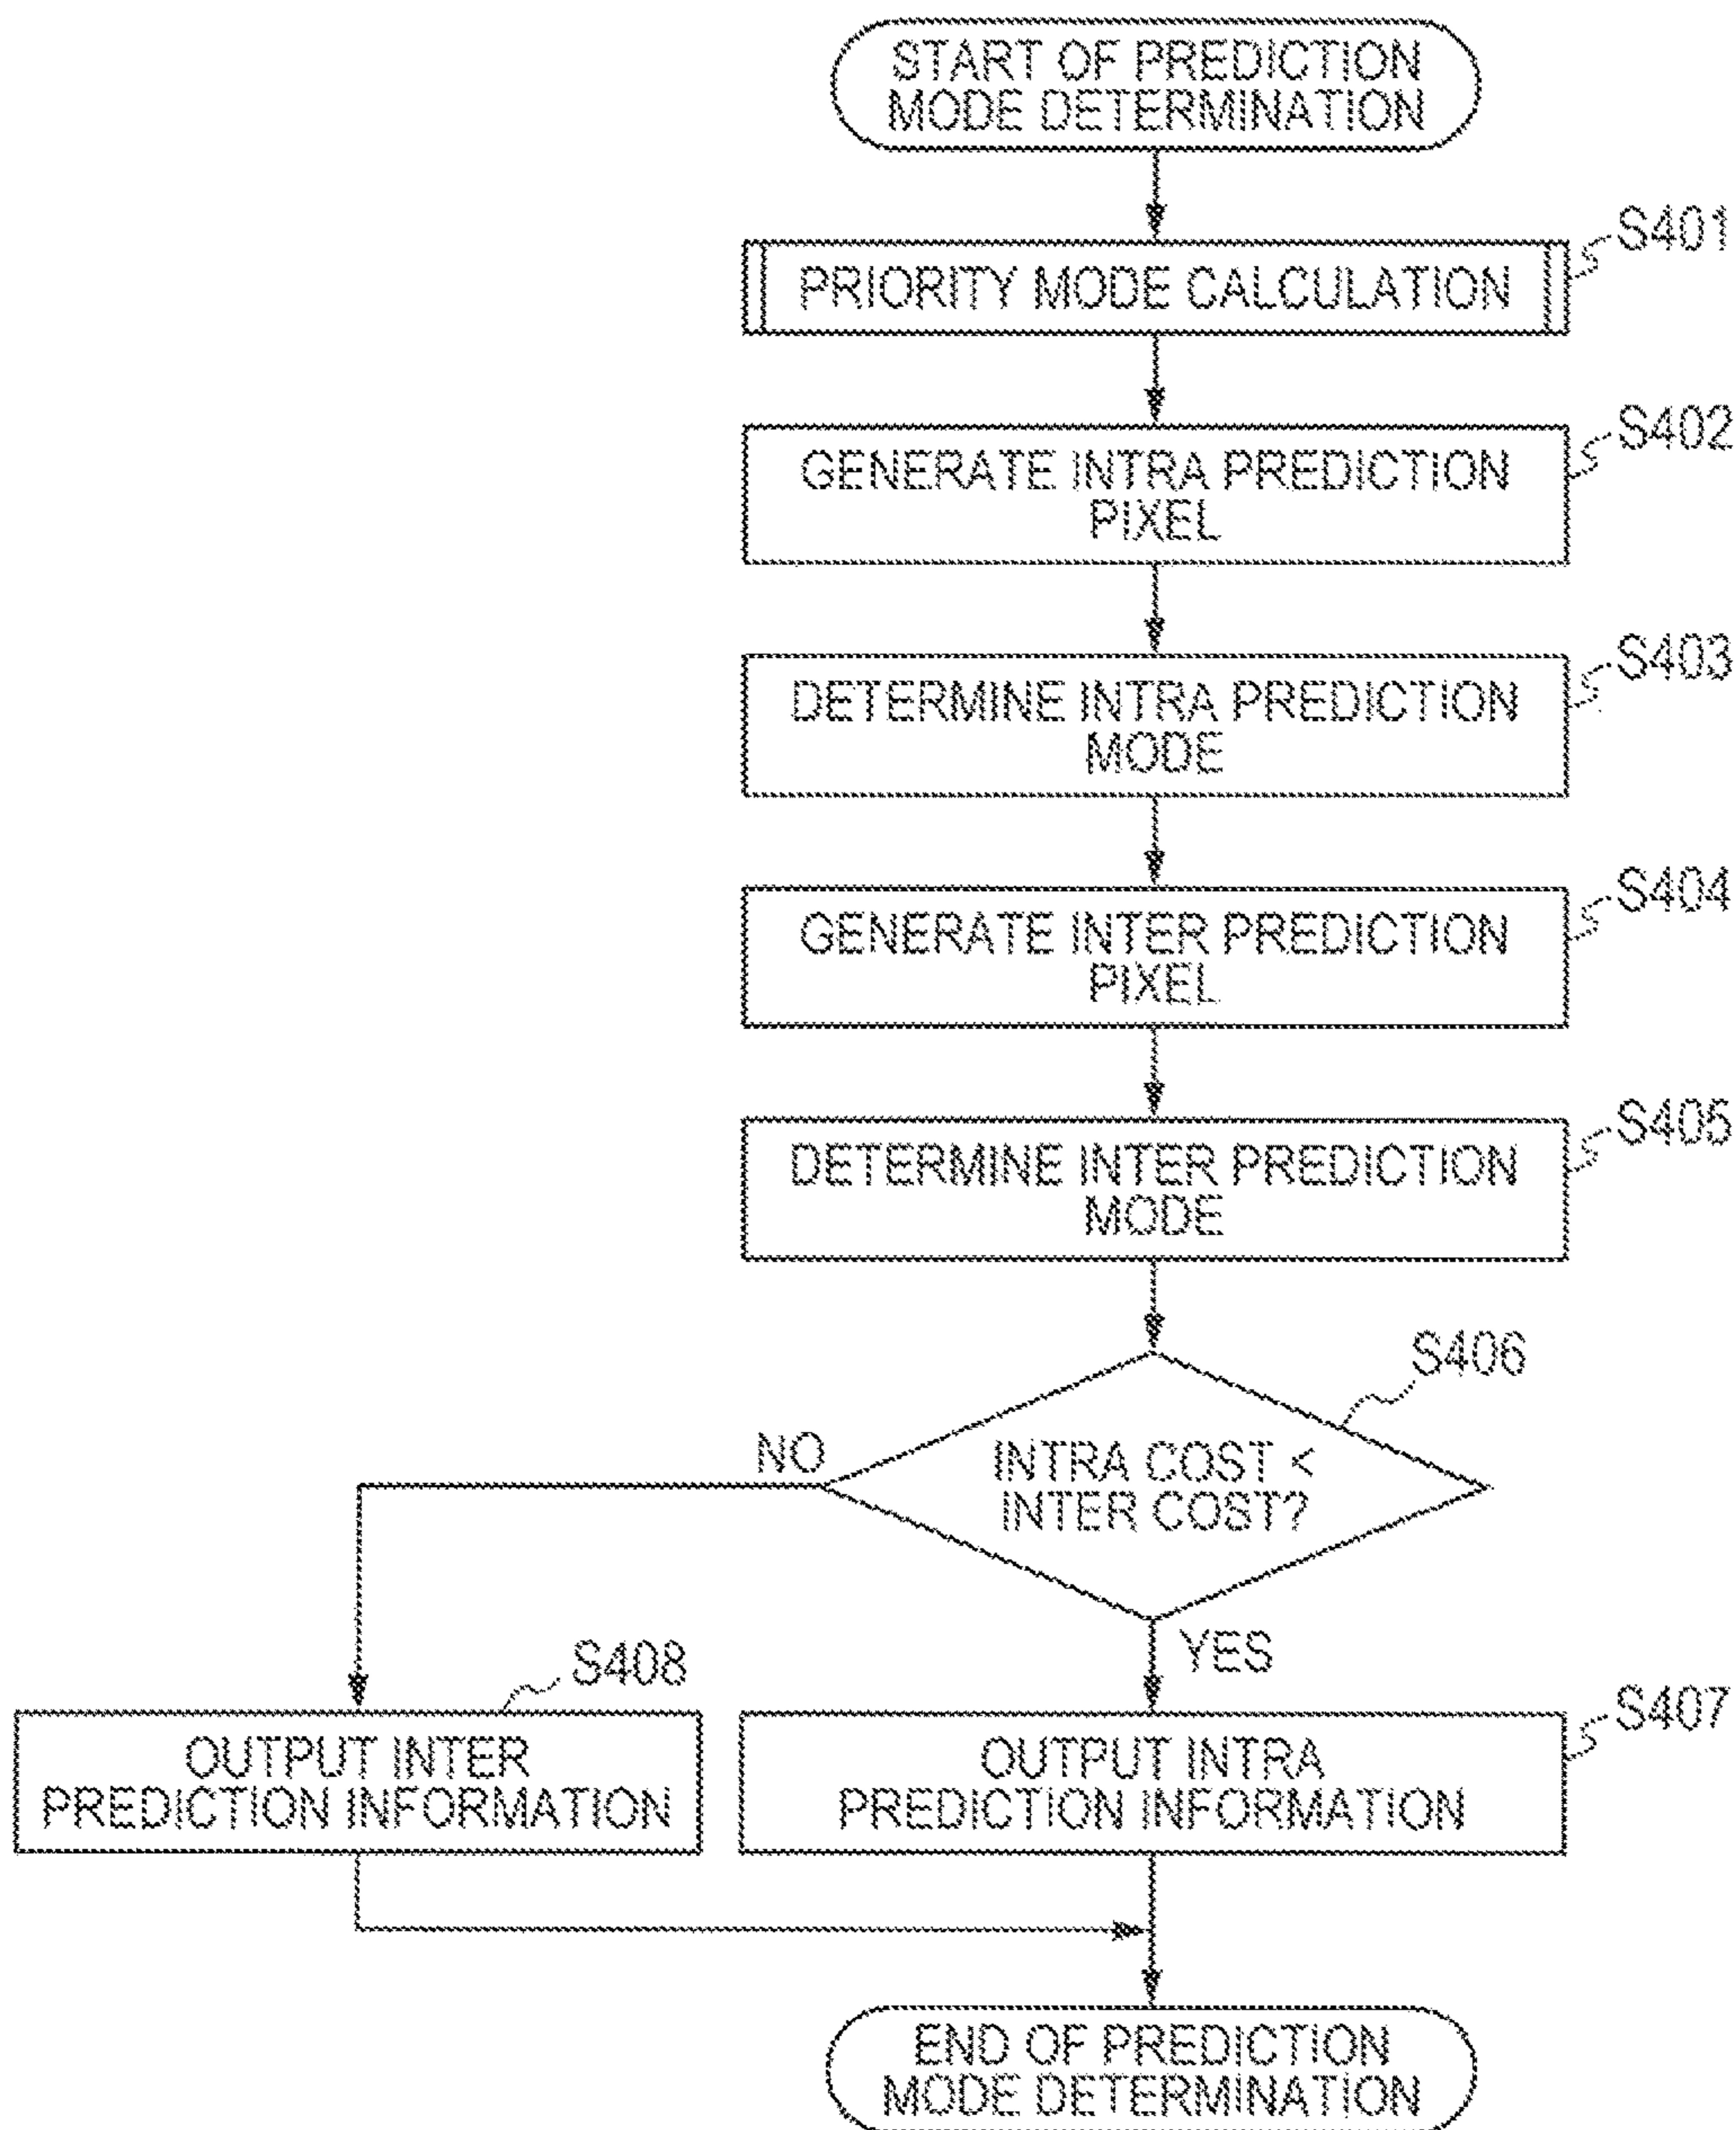 START OF PREDICTION
MODE DETERMINATION
S401
PRIORITY MODE CALCULATION
S402
GENERATE INTRA PREDICTION
PIXEL
S403
DETERMINE INTRA PREDICTION
MODE
S404
GENERATE INTER PREDICTION
PIXEL
S405
DETERMINE INTER PREDICTION
MODE
S406
NO
INTRA COST <
INTER COST?
YES
S408
OUTPUT INTER
PREDICTION INFORMATION
S407
OUTPUT INTRA
PREDICTION INFORMATION
END OF PREDICTION
MODE DETERMINATION